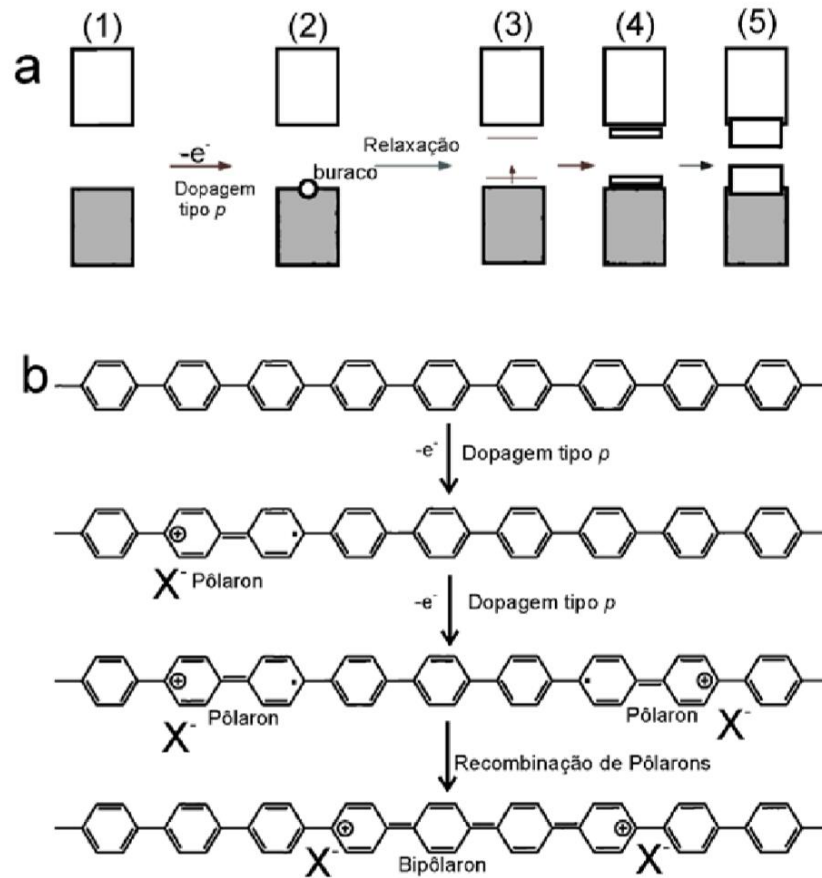 (1) (2) (3) (4) (5)
a
-e⁻
Dopagem
tipo p
buraco
Relaxação
b
-e⁻ Dopagem tipo p
X⁻ Pôlaron
-e⁻ Dopagem tipo p
Pôlaron Pôlaron
X⁻ X⁻
Recombinação de Pôlarons
X⁻ Bipôlaron X⁻